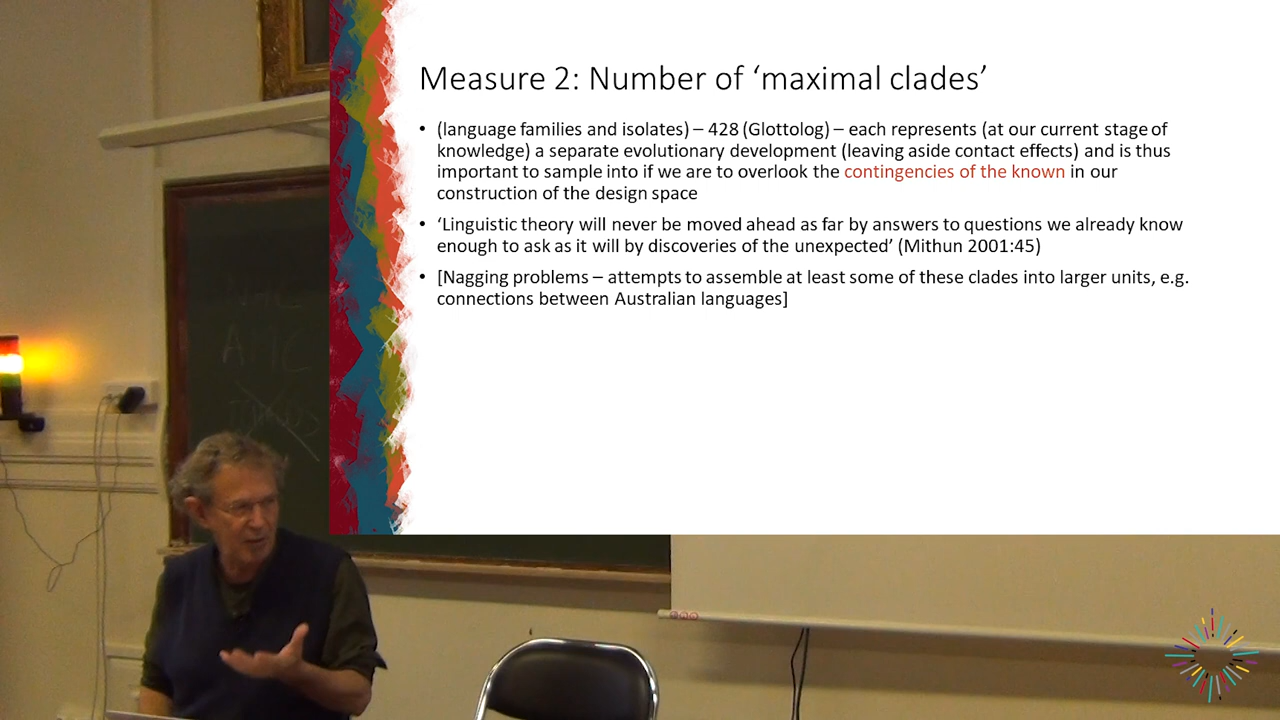 Measure 2: Number of ‘maximal clades’
• (language families and isolates) – 428 (Glottolog) – each represents (at our current stage of
knowledge) a separate evolutionary development (leaving aside contact effects) and is thus
important to sample into if we are to overlook the contingencies of the known in our
construction of the design space
• ‘Linguistic theory will never be moved ahead as far by answers to questions we already know
enough to ask as it will by discoveries of the unexpected’ (Mithun 2001:45)
• [Nagging problems – attempts to assemble at least some of these clades into larger units, e.g.
connections between Australian languages]